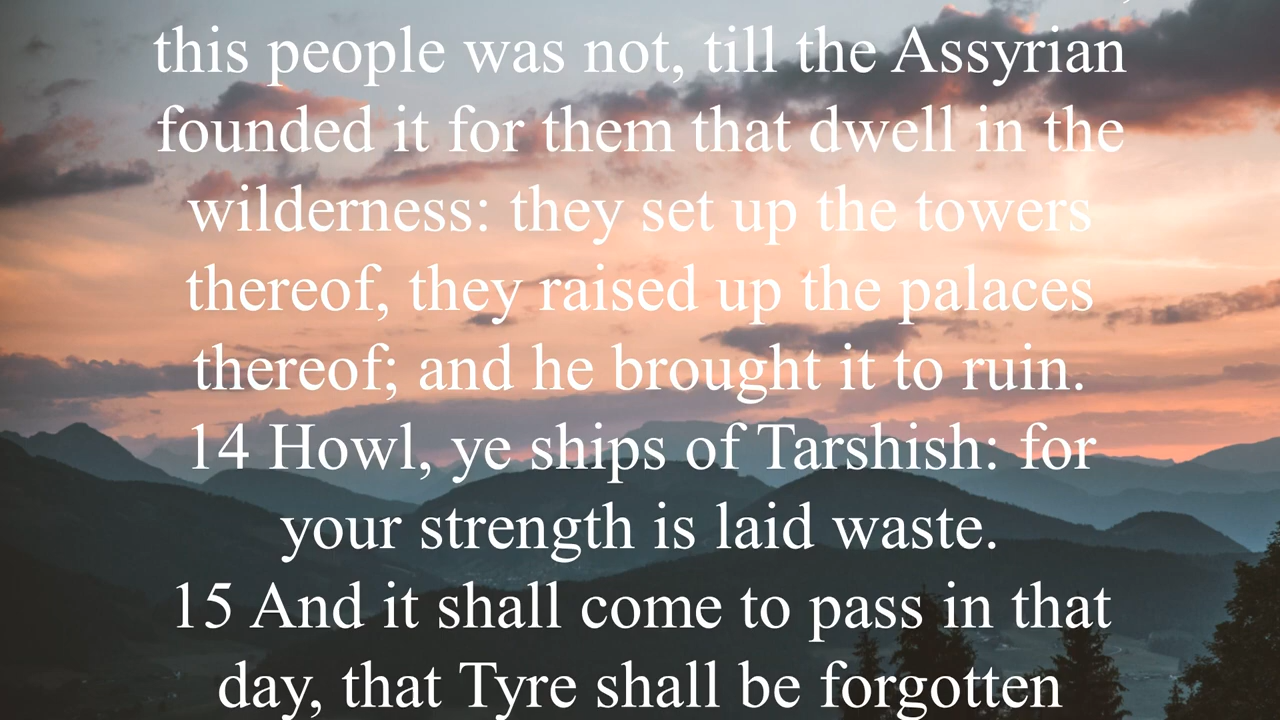 this people was not, till the Assyrian
founded it for them that dwell in the
wilderness: they set up the towers
thereof, they raised up the palaces
thereof; and he brought it to ruin.
14 Howl, ye ships of Tarshish: for
your strength is laid waste.
15 And it shall come to pass in that
day, that Tyre shall be forgotten